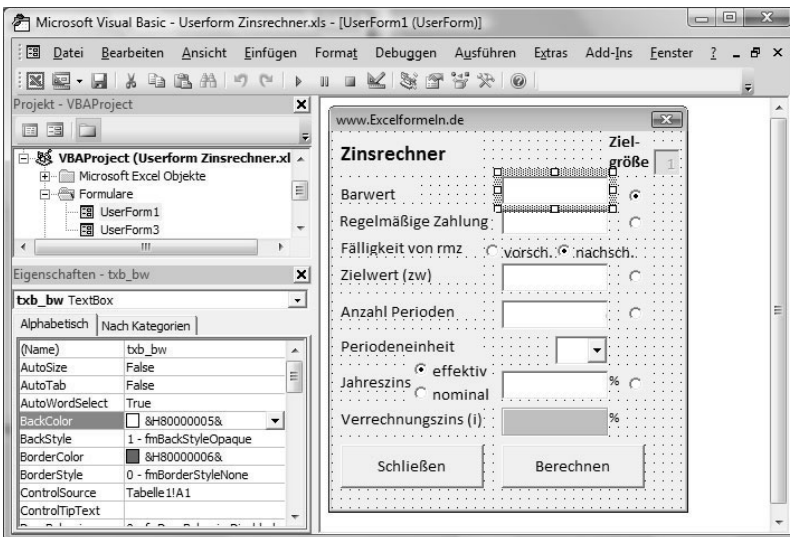 Microsoft Visual Basic - Userform Zinsrechner.xls - [UserForm1 (UserForm)]
Datei Bearbeiten Ansicht Einfügen Format Debuggen Ausführen Extras Add-Ins Fenster ?
Projekt - VBAProject
VBAProject (Userform Zinsrechner.xl
Microsoft Excel Objekte
Formulare
UserForm1
UserForm3
Eigenschaften - txb_bw
txb_bw TextBox
Alphabetisch Nach Kategorien
(Name) txb_bw
AutoSize False
AutoTab False
AutoWordSelect True
BackColor &H80000005&
BackStyle 1 - fmBackStyleOpaque
BorderColor &H80000006&
BorderStyle 0 - fmBorderStyleNone
ControlSource Tabelle1!A1
ControlTipText
www.Excelformeln.de
Zinsrechner
Ziel-
größe 1
Barwert
Regelmäßige Zahlung
Fälligkeit von rmz vorsch. nachsch.
Zielwert (zw)
Anzahl Perioden
Periodeneinheit
Jahreszins effektiv
nominal
%
Verrechnungszins (i) %
Schließen Berechnen